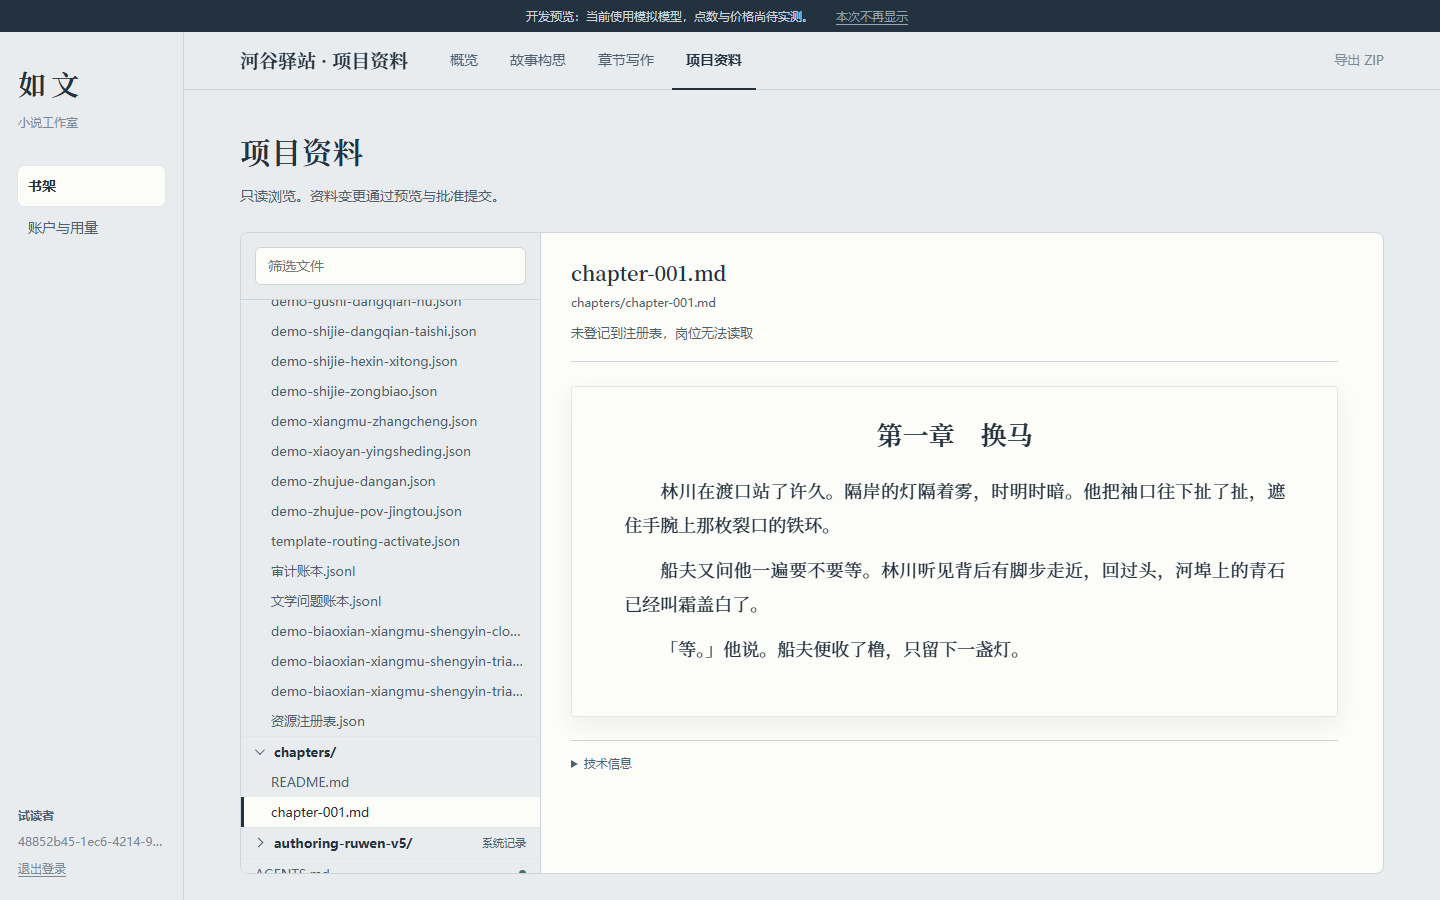 开发预览：当前使用模拟模型，点数与价格尚待实测。 本次不再显示
如文
小说工作室
书架
账户与用量
试读者
48852b45-1ec6-4214-9...
退出登录
河谷驿站 · 项目资料 概览 故事构思 章节写作 项目资料 导出 ZIP
项目资料
只读浏览。资料变更通过预览与批准提交。
筛选文件
demo-gushi-dangqian-hu.json
demo-shijie-dangqian-taishi.json
demo-shijie-hexin-xitong.json
demo-shijie-zongbiao.json
demo-xiangmu-zhangcheng.json
demo-xiaoyan-yingsheding.json
demo-zhujue-dangan.json
demo-zhujue-pov-jingtou.json
template-routing-activate.json
审计账本.jsonl
文学问题账本.jsonl
demo-biaoxian-xiangmu-shengyin-clo...
demo-biaoxian-xiangmu-shengyin-tria...
demo-biaoxian-xiangmu-shengyin-tria...
资源注册表.json
chapters/
README.md
chapter-001.md
authoring-ruwen-v5/ 系统记录
AGENTS.md
chapter-001.md
chapters/chapter-001.md
未登记到注册表，岗位无法读取
第一章　换马
林川在渡口站了许久。隔岸的灯隔着雾，时明时暗。他把袖口往下扯了扯，遮
住手腕上那枚裂口的铁环。
船夫又问他一遍要不要等。林川听见背后有脚步走近，回过头，河埠上的青石
已经叫霜盖白了。
「等。」他说。船夫便收了橹，只留下一盏灯。
技术信息